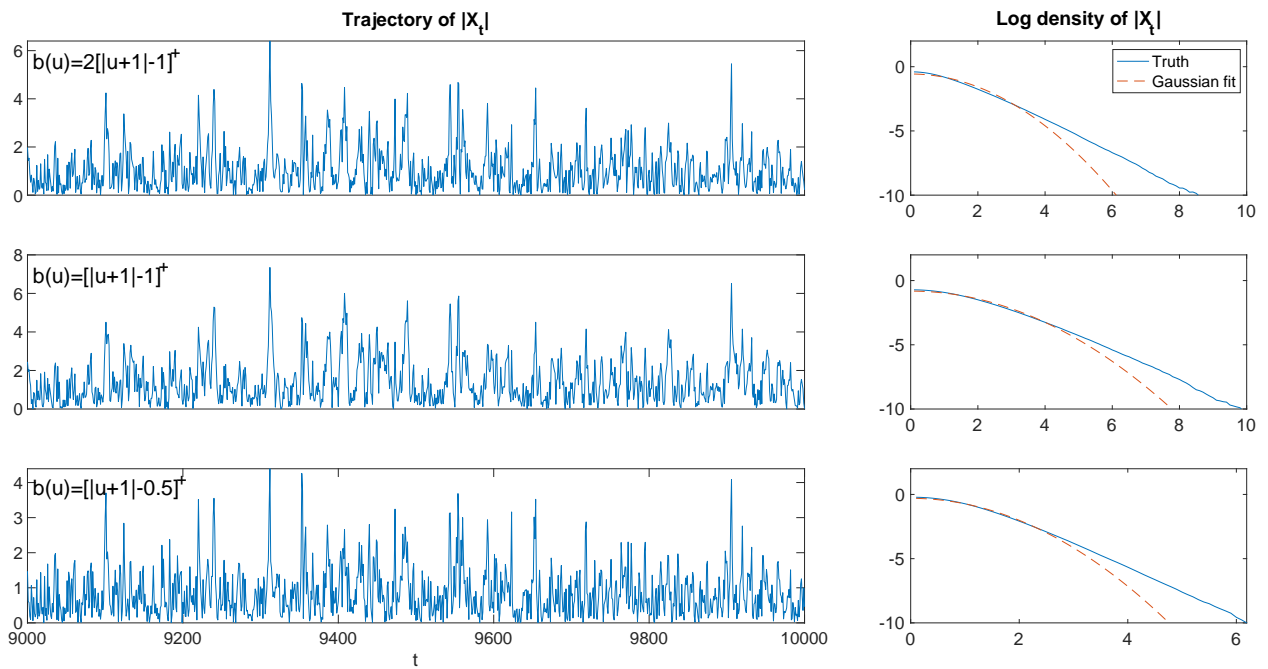 Trajectory of |X_t|
b(u)=2[|u+1|-1]^+
6
4
2
0
Log density of |X_t|
Truth
Gaussian fit
0
-5
-10
0 2 4 6 8 10
b(u)=[|u+1|-1]^+
8
6
4
2
0
0
-5
-10
0 2 4 6 8 10
b(u)=[|u+1|-0.5]^+
4
3
2
1
0
9000 9200 9400 9600 9800 10000
t
0
-5
-10
0 2 4 6